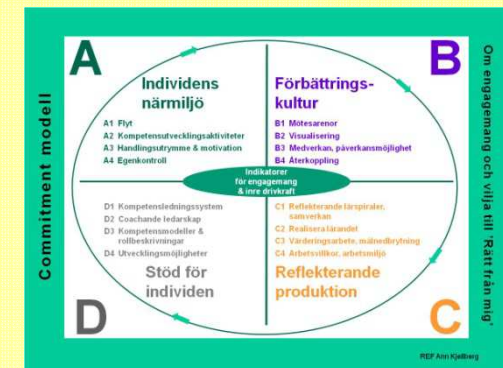 Commitment modell
A
Individens
närmiljö
A1 Flyt
A2 Kompetensutvecklingsaktiviteter
A3 Handlingsutrymme & motivation
A4 Egenkontroll
B
Förbättrings-
kultur
B1 Mötesarenor
B2 Visualisering
B3 Medverkan, påverkansmöjlighet
B4 Återkoppling
Indikatorer
för engagemang
& inre drivkraft
D1 Kompetensledningssystem
D2 Coachande ledarskap
D3 Kompetensmodeller &
rollbeskrivningar
D4 Utvecklingsmöjligheter
Stöd för
individen
D
C1 Reflekterande lärspiraler,
samverkan
C2 Realisera lärandet
C3 Värderingsarbete, målnedbrytning
C4 Arbetsvillkor, arbetsmiljö
Reflekterande
produktion
C
Om engagemang och vilja till 'Rätt från mig'
REF Ann Kjellberg